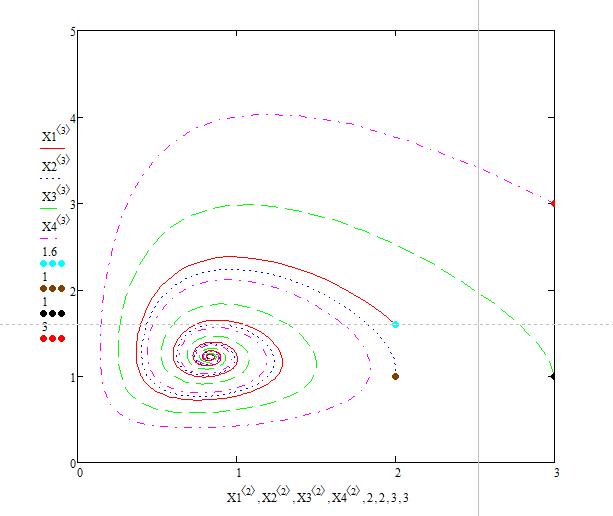 5
4
X1⟨3⟩
X2⟨3⟩
X3⟨3⟩
3
X4⟨3⟩
1.6
1
2
1
3
1
0
0 1 2 3
X1⟨2⟩, X2⟨2⟩, X3⟨2⟩, X4⟨2⟩, 2, 2, 3, 3